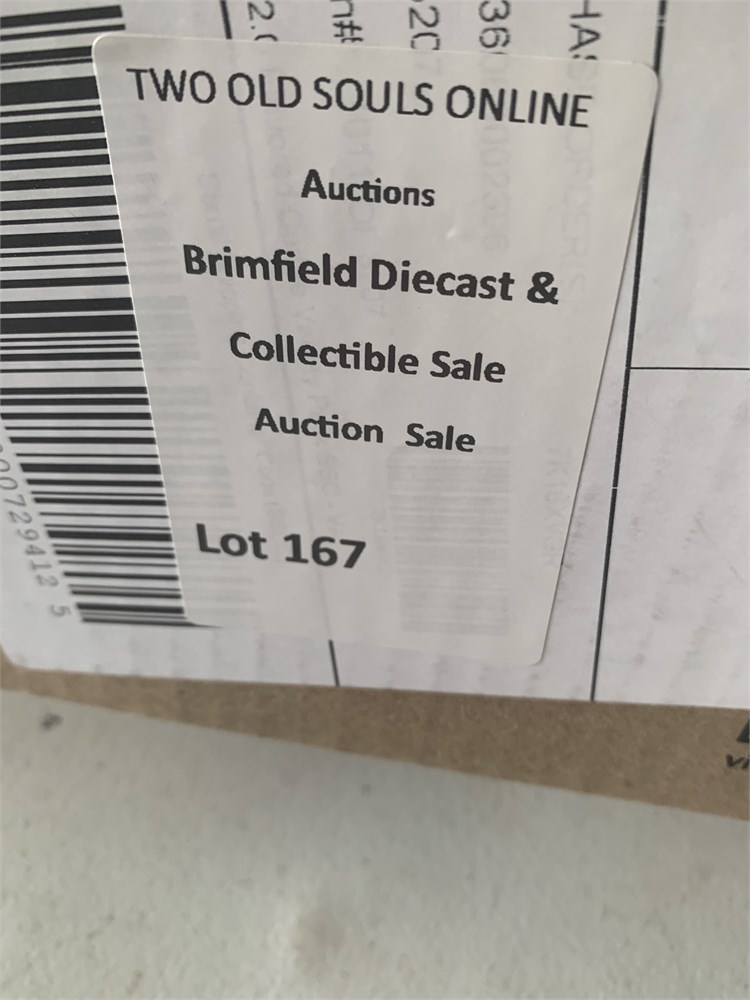 TWO OLD SOULS ONLINE
Auctions
Brimfield Diecast &
Collectible Sale
Auction Sale
Lot 167